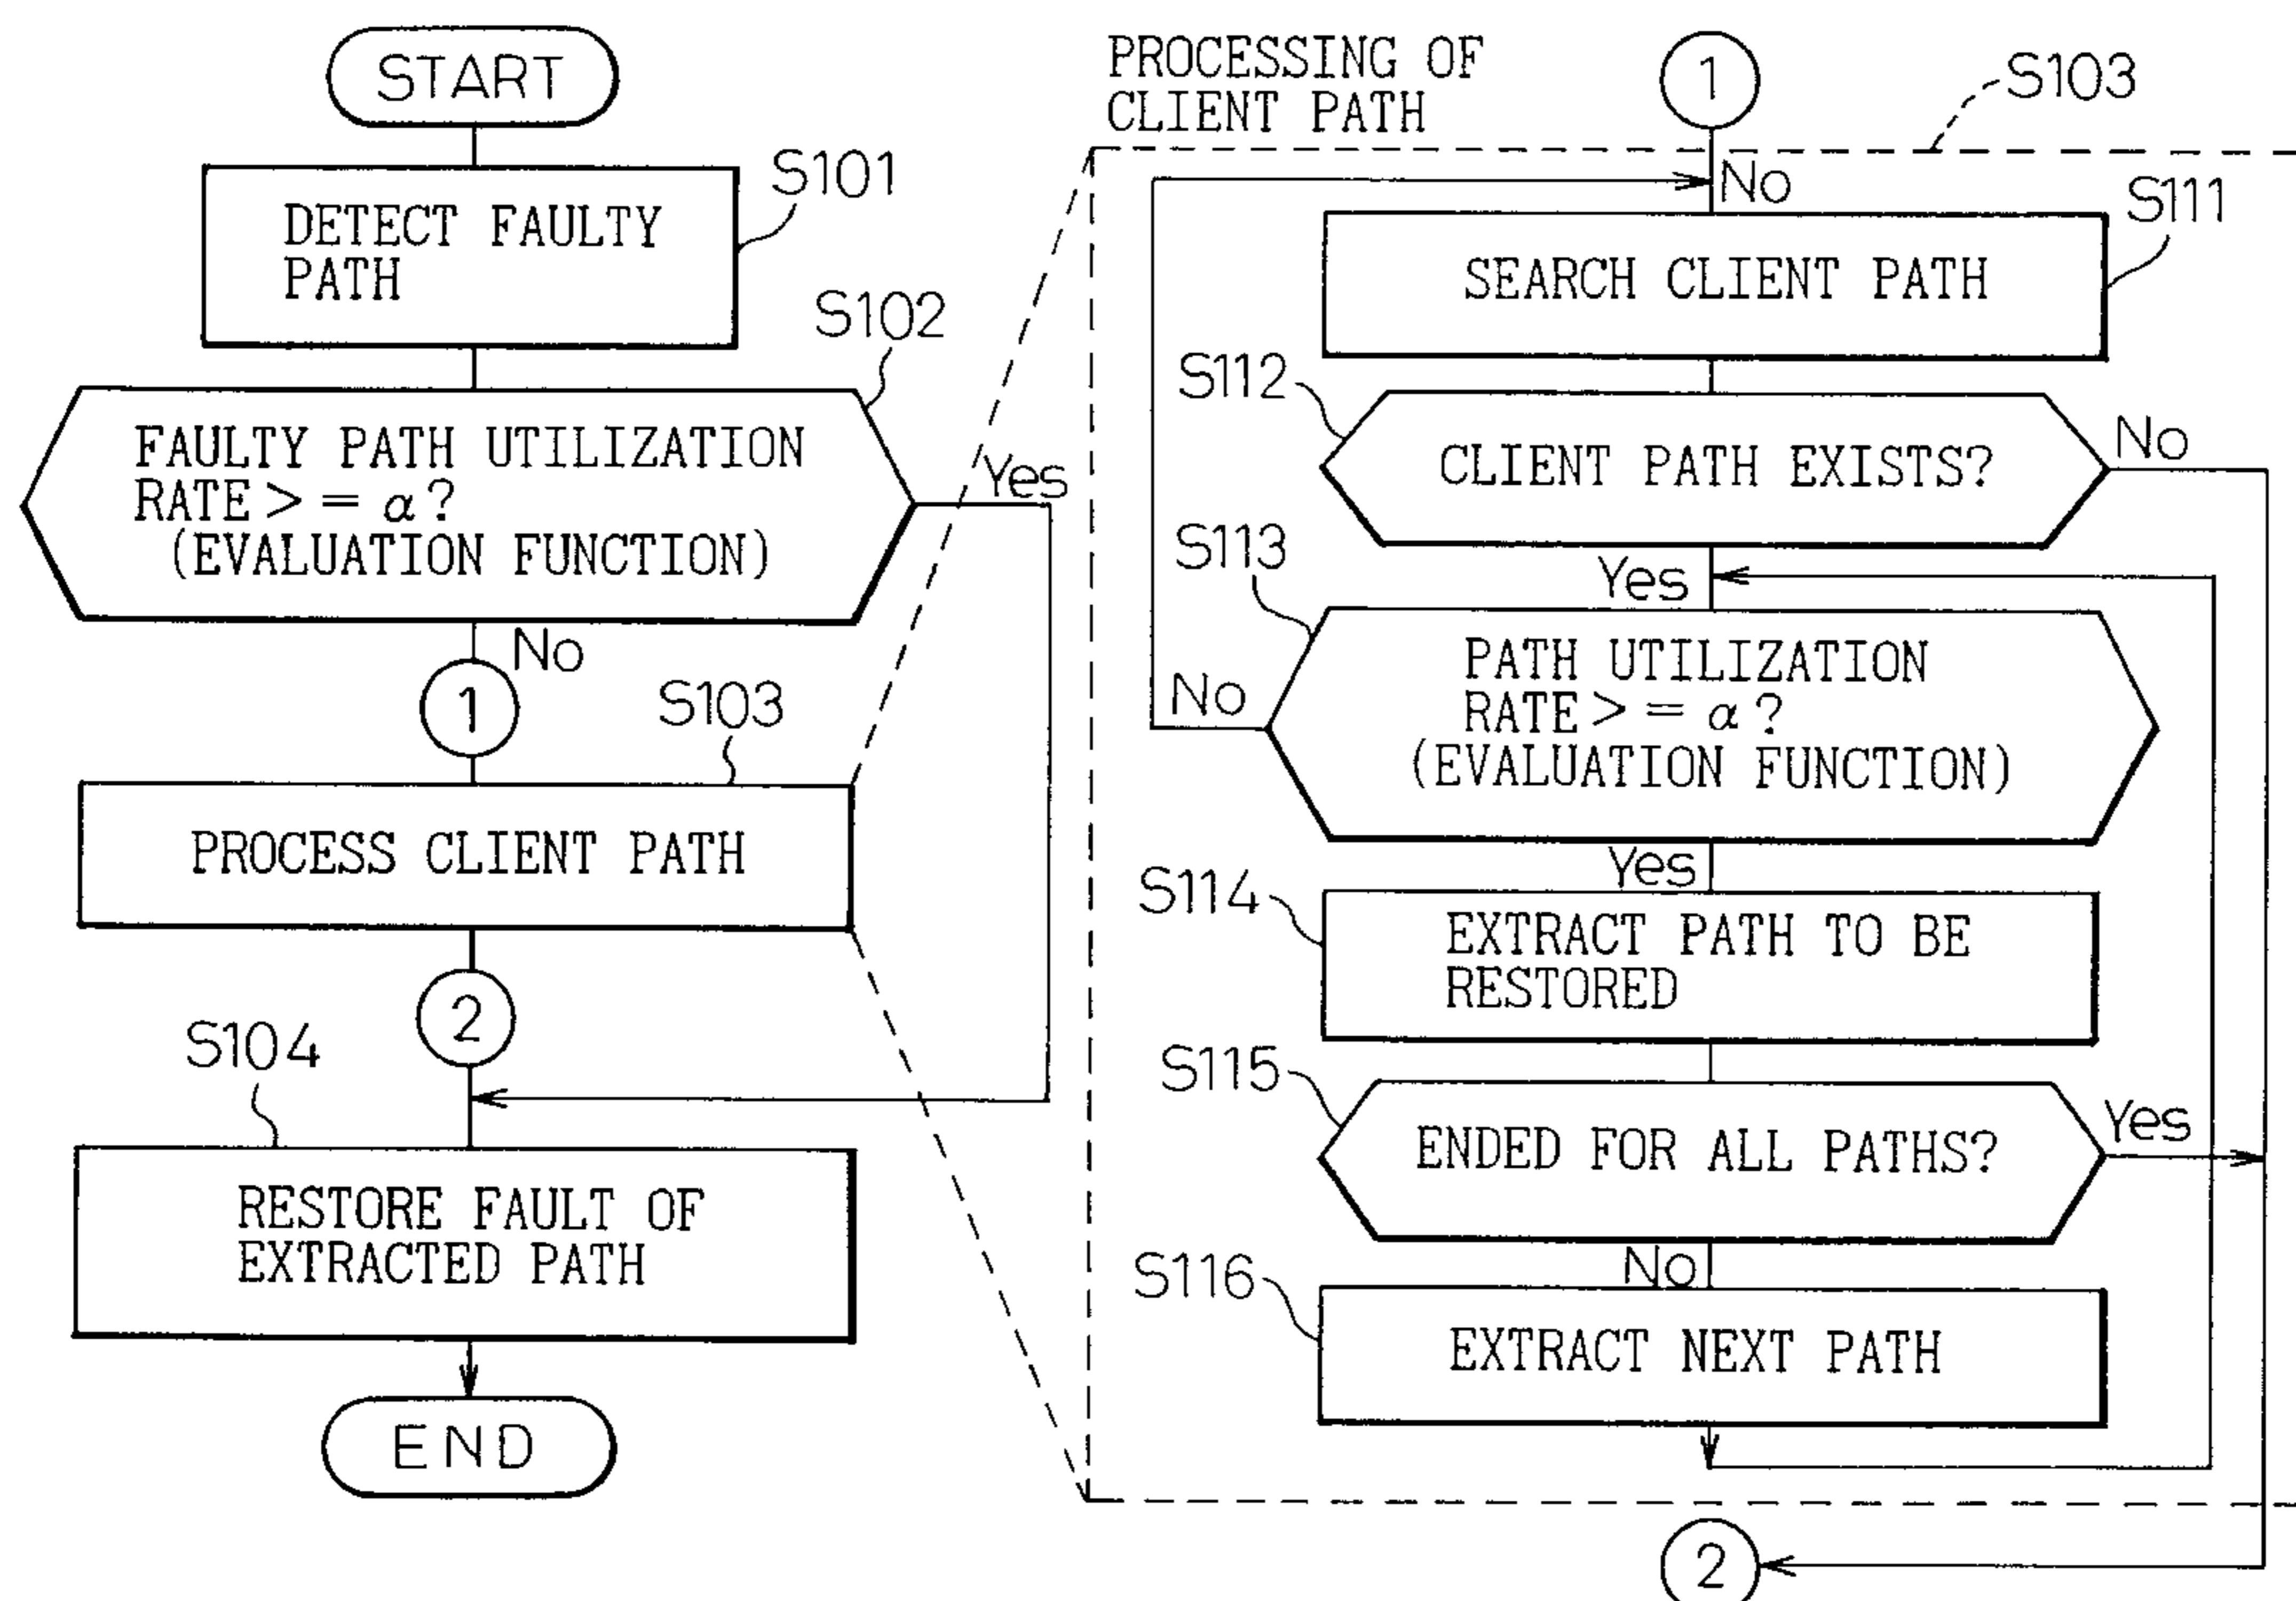 START
S101
DETECT FAULTY
PATH
S102
FAULTY PATH UTILIZATION
RATE > = α ?
(EVALUATION FUNCTION)
Yes
No
1
S103
PROCESS CLIENT PATH
2
S104
RESTORE FAULT OF
EXTRACTED PATH
END
PROCESSING OF
CLIENT PATH
1
S103
No
S111
SEARCH CLIENT PATH
S112
CLIENT PATH EXISTS?
No
Yes
S113
PATH UTILIZATION
RATE > = α ?
(EVALUATION FUNCTION)
No
Yes
S114
EXTRACT PATH TO BE
RESTORED
S115
ENDED FOR ALL PATHS?
Yes
No
S116
EXTRACT NEXT PATH
2